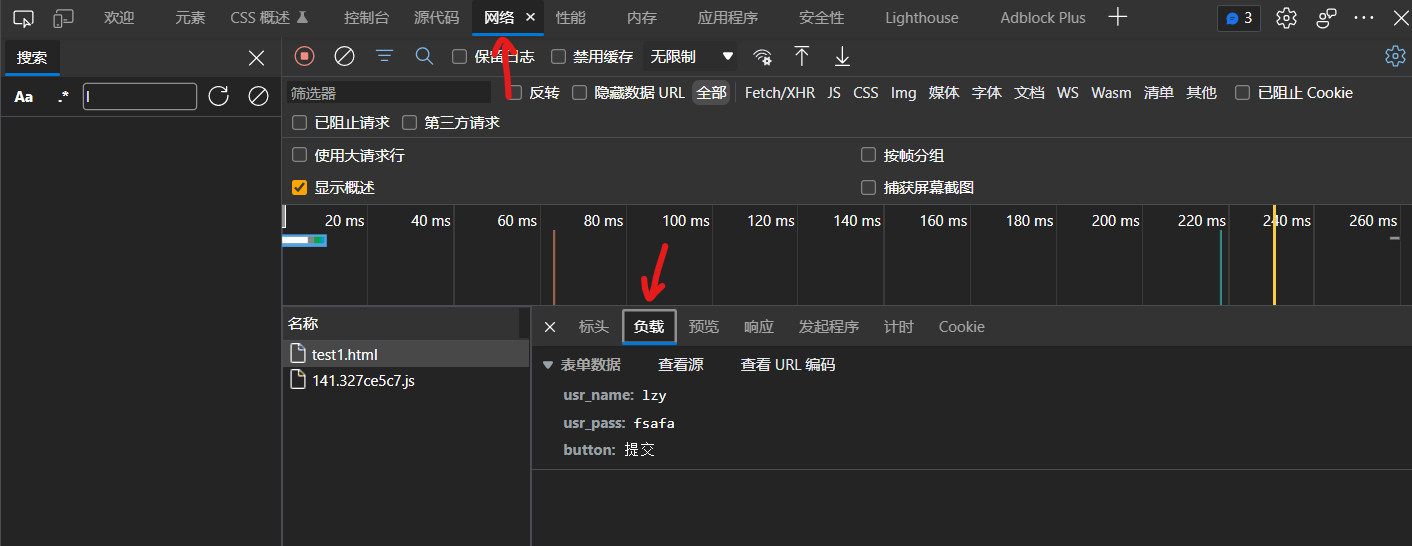 欢迎 元素 CSS 概述 控制台 源代码 网络 性能 内存 应用程序 安全性 Lighthouse Adblock Plus 3
搜索
保留日志 禁用缓存 无限制
Aa .* l
筛选器 反转 隐藏数据 URL 全部 Fetch/XHR JS CSS Img 媒体 字体 文档 WS Wasm 清单 其他 已阻止 Cookie
已阻止请求 第三方请求
使用大请求行 按帧分组
显示概述 捕获屏幕截图
20 ms 40 ms 60 ms 80 ms 100 ms 120 ms 140 ms 160 ms 180 ms 200 ms 220 ms 240 ms 260 ms
名称
test1.html
141.327ce5c7.js
标头 负载 预览 响应 发起程序 计时 Cookie
表单数据 查看源 查看 URL 编码
usr_name: lzy
usr_pass: fsafa
button: 提交